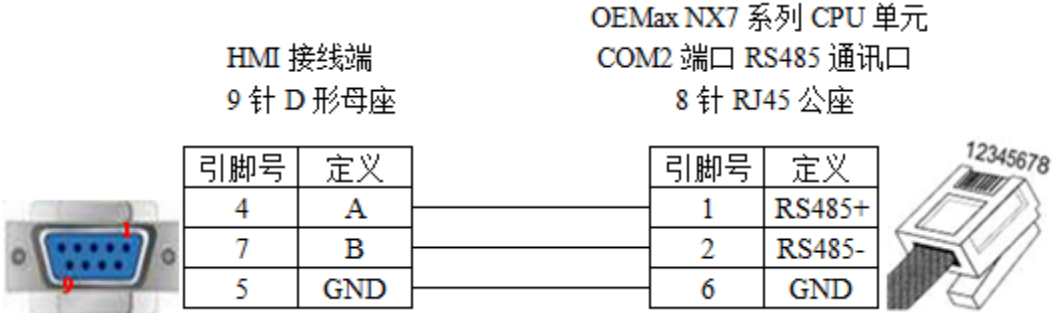 OEMax NX7 系列 CPU 单元
HMI 接线端 COM2 端口 RS485 通讯口
9 针 D 形母座 8 针 RJ45 公座
引脚号 定义 引脚号 定义
4 A 1 RS485+
7 B 2 RS485-
5 GND 6 GND
1
9
12345678